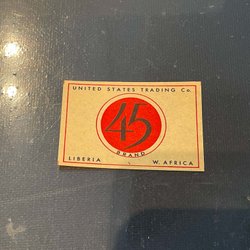 UNITED STATES TRADING Co.
45
BRAND
LIBERIA W. AFRICA